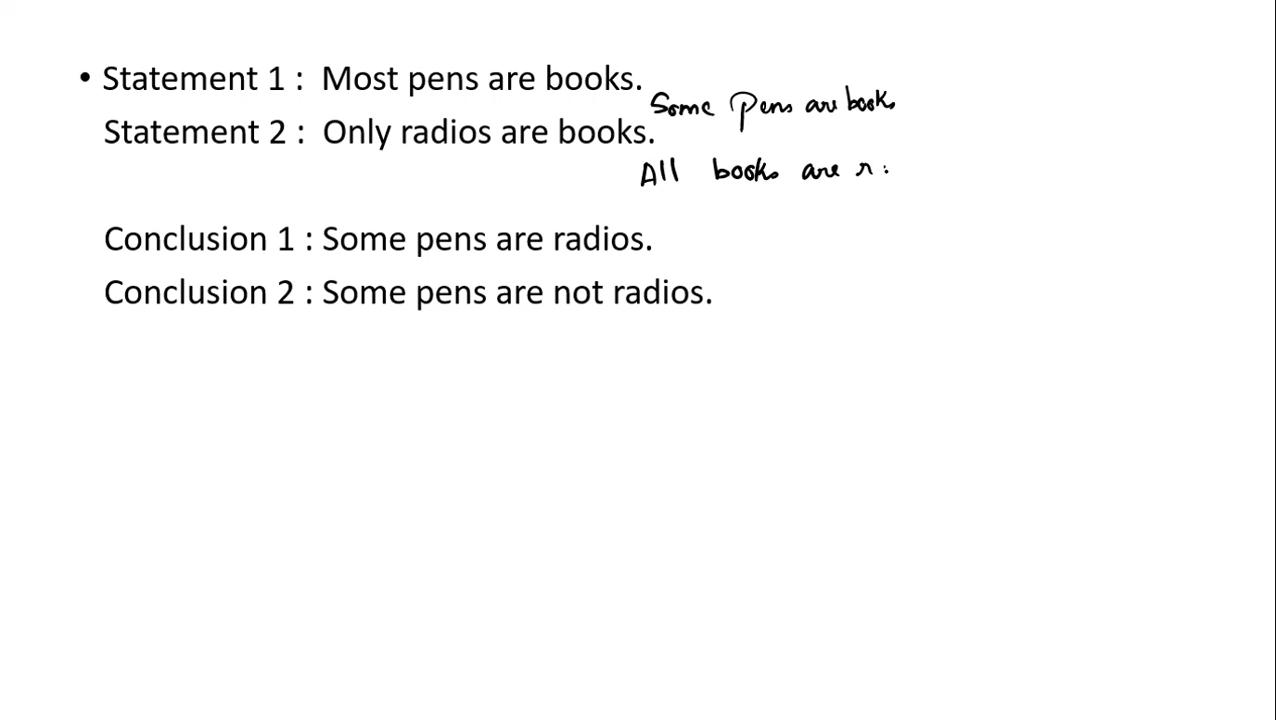 • Statement 1 : Most pens are books.
Some Pens are books
Statement 2 : Only radios are books.
All books are r
Conclusion 1 : Some pens are radios.
Conclusion 2 : Some pens are not radios.